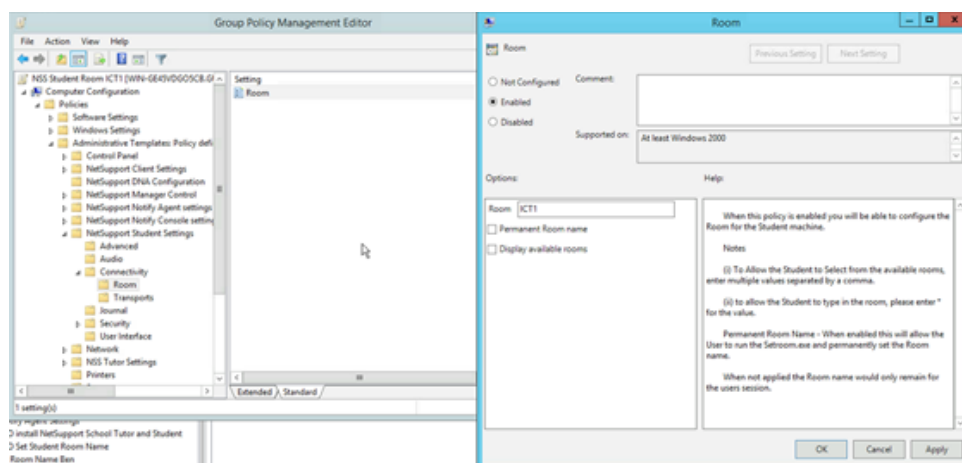 Group Policy Management Editor
File Action View Help
NSS Student Room ICT1 [WIN-GE45VDGO5CB.GI
Computer Configuration
Policies
Software Settings
Windows Settings
Administrative Templates: Policy defi
Control Panel
NetSupport Client Settings
NetSupport DNA Configuration
NetSupport Manager Control
NetSupport Notify Agent settings
NetSupport Notify Console setting
NetSupport Student Settings
Advanced
Audio
Connectivity
Room
Transports
Journal
Security
User Interface
Network
NSS Tutor Settings
Printers
Setting
Room
Extended Standard
1 setting(s)
install NetSupport School Tutor and Student
Set Student Room Name
Room Name Ben
Room
Room
Previous Setting Next Setting
Not Configured
Comment:
Enabled
Disabled
Supported on:
At least Windows 2000
Options:
Help:
Room ICT1
Permanent Room name
Display available rooms
When this policy is enabled you will be able to configure the
Room for the Student machine.
Notes
(i) To Allow the Student to Select from the available rooms,
enter multiple values separated by a comma.
(ii) to allow the Student to type in the room, please enter *
for the value.
Permanent Room Name - When enabled this will allow the
User to run the Setroom.exe and permanently set the Room
name.
When not applied the Room name would only remain for
the users session.
OK Cancel Apply